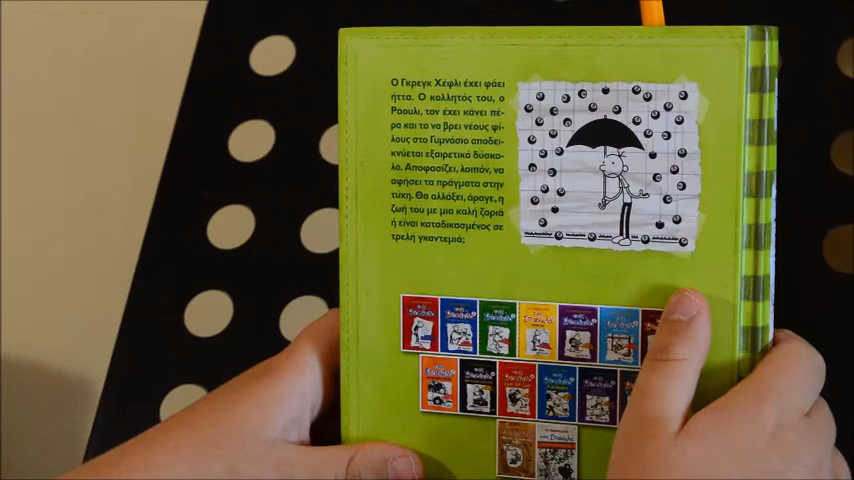 Ο Γκρεγκ Χέφλι έχει φάει
ήττα. Ο κολλητός του, ο
Ράουλι, τον έχει κάνει πέ-
ρα και το να βρει νέους φί-
λους στο Γυμνάσιο αποδει-
κνύεται εξαιρετικά δύσκο-
λο. Αποφασίζει, λοιπόν, να
αφήσει τα πράγματα στην
τύχη. Θα αλλάξει, άραγε, η
ζωή του με μια καλή ζαριά
ή είναι καταδικασμένος σε
τρελή γκαντεμιά;